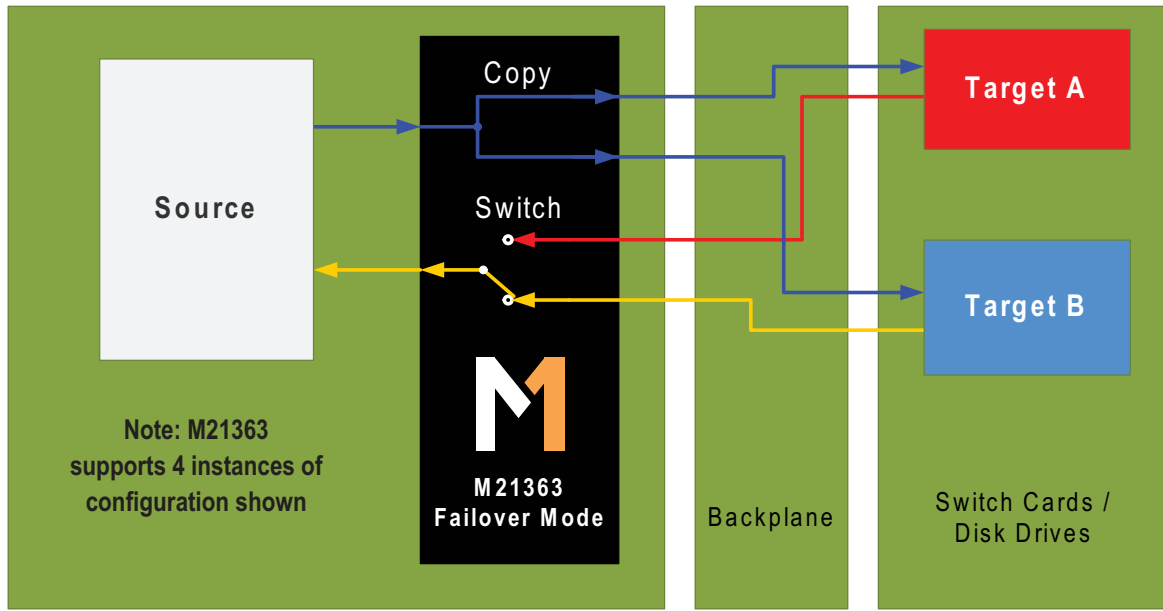 Copy
Target A
Source
Switch
Target B
Note: M21363
supports 4 instances of
configuration shown
M21363
Failover Mode
Backplane
Switch Cards /
Disk Drives